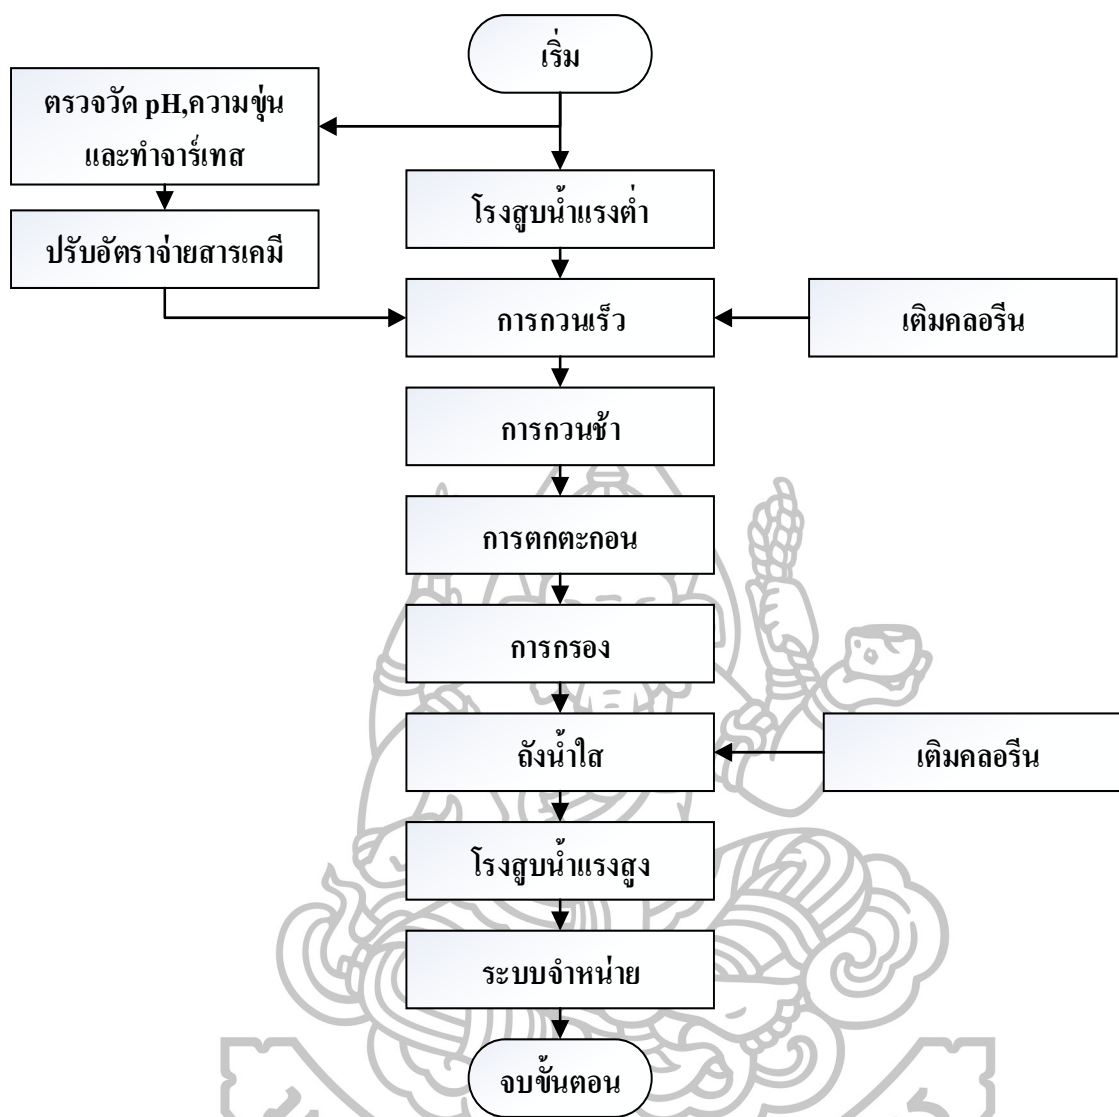 เริ่ม
ตรวจวัด pH,ความขุ่น
และทำจาร์เทส
โรงสูบน้ำแรงต่ำ
ปรับอัตราจ่ายสารเคมี
การกวนเร็ว
เติมคลอรีน
การกวนช้า
การตกตะกอน
การกรอง
ถังน้ำใส
เติมคลอรีน
โรงสูบน้ำแรงสูง
ระบบจำหน่าย
จบขั้นตอน